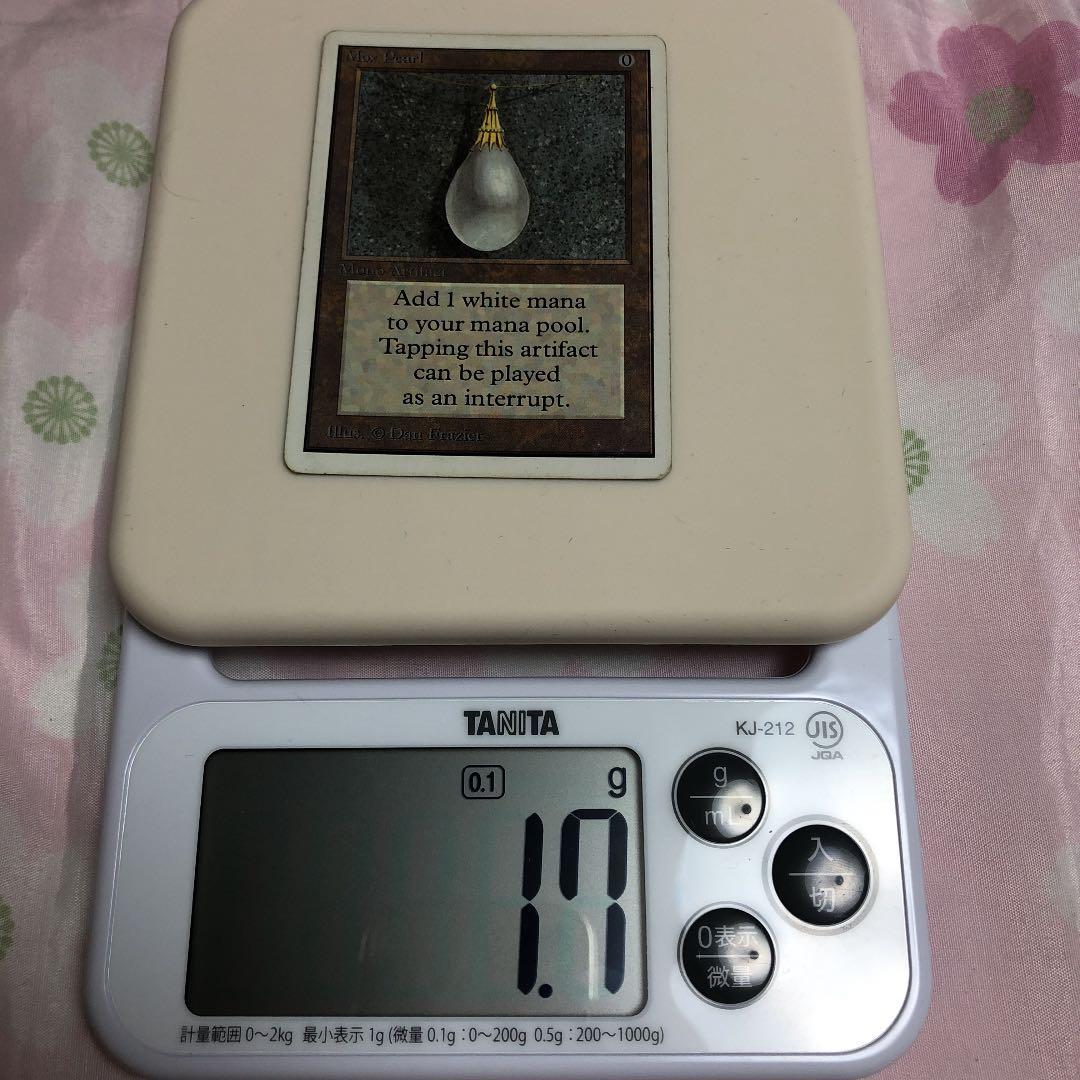 Mox Pearl 0
Mono Artifact
Add 1 white mana
to your mana pool.
Tapping this artifact
can be played
as an interrupt.
Illus. © Dan Frazier
TANITA
KJ-212 JIS
JQA
0.1 g
1.7
g
mL
入
切
0表示
微量
計量範囲 0〜2kg 最小表示 1g (微量 0.1g：0〜200g 0.5g：200〜1000g)